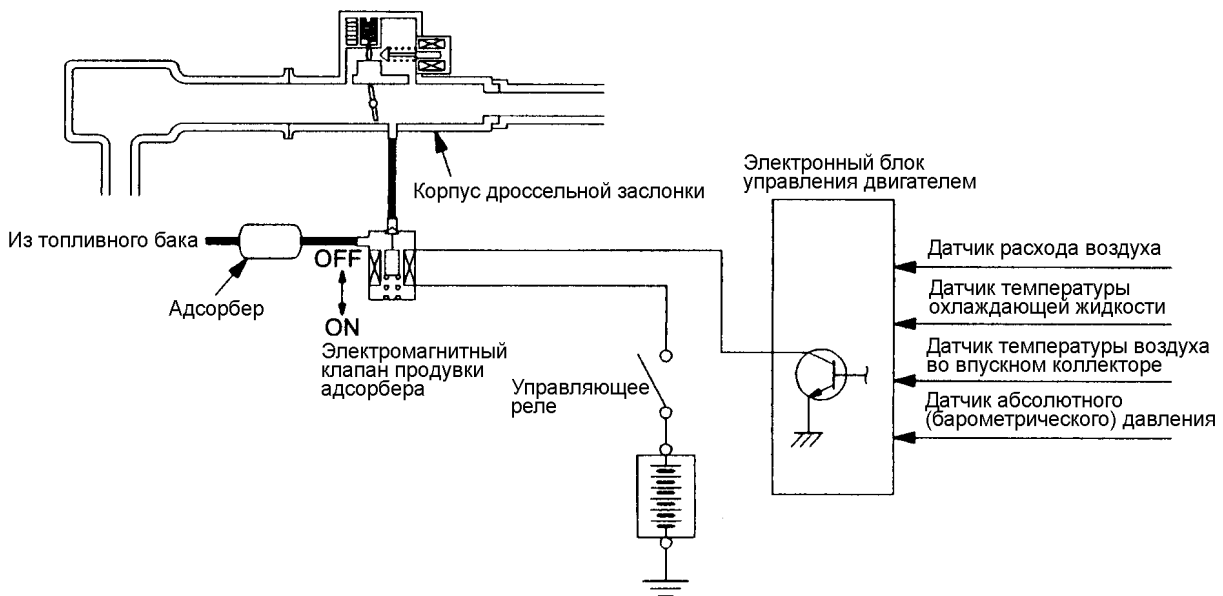 Корпус дроссельной заслонки
Электронный блок
управления двигателем
Из топливного бака
Адсорбер
OFF
ON
Электромагнитный
клапан продувки
адсорбера
Управляющее
реле
Датчик расхода воздуха
Датчик температуры
охлаждающей жидкости
Датчик температуры воздуха
во впускном коллекторе
Датчик абсолютного
(барометрического) давления